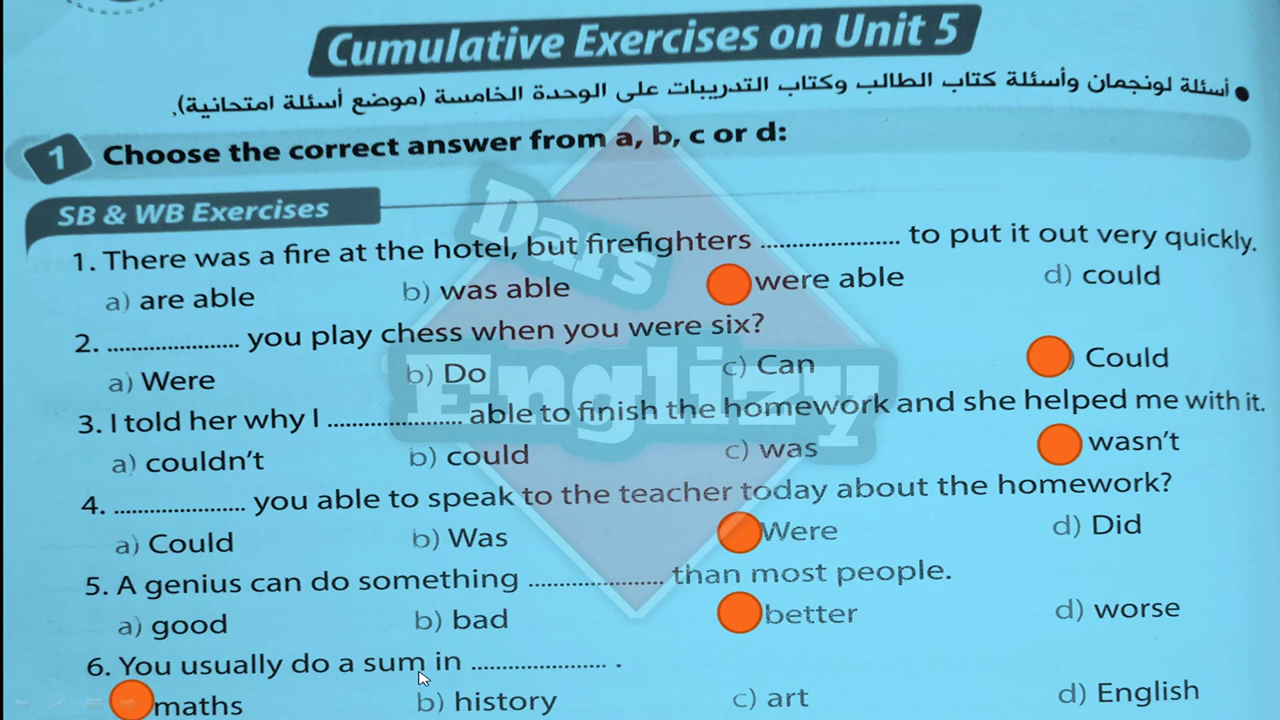 Cumulative Exercises on Unit 5
● أسئلة لونجمان وأسئلة كتاب الطالب وكتاب التدريبات على الوحدة الخامسة (موضع أسئلة امتحانية).
1 Choose the correct answer from a, b, c or d:
SB & WB Exercises
1. There was a fire at the hotel, but firefighters ..................... to put it out very quickly.
a) are able b) was able were able d) could
2. ..................... you play chess when you were six?
a) Were b) Do c) Can ) Could
3. I told her why I ..................... able to finish the homework and she helped me with it.
a) couldn't b) could c) was wasn't
4. ..................... you able to speak to the teacher today about the homework?
a) Could b) Was Were d) Did
5. A genius can do something ..................... than most people.
a) good b) bad better d) worse
6. You usually do a sum in ..................... .
maths b) history c) art d) English
Dars
Englizy